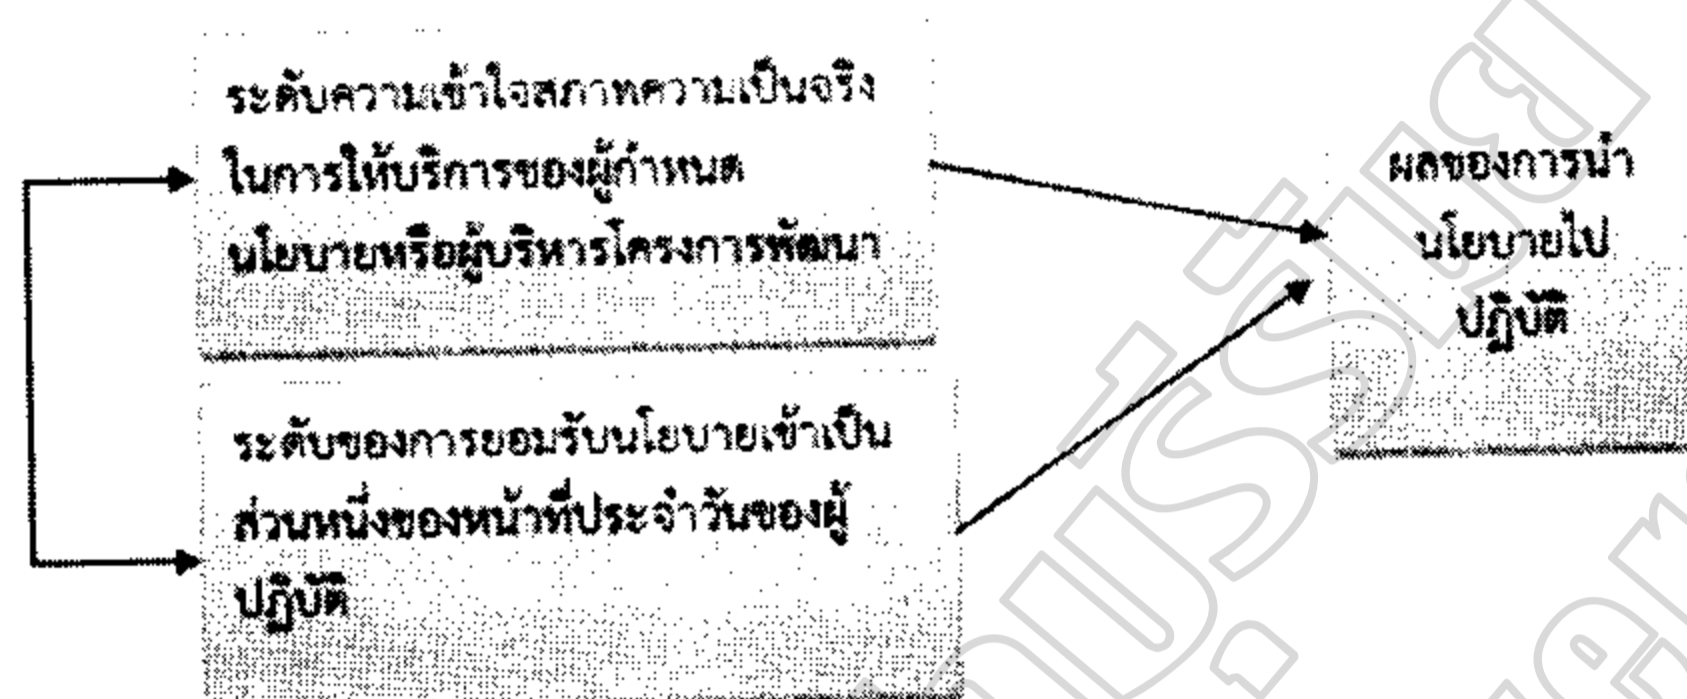 ระดับความเข้าใจสภาพความเป็นจริง
ในการให้บริการของผู้กำหนด
นโยบายหรือผู้บริหารโครงการพัฒนา
ระดับของการยอมรับนโยบายเข้าเป็น
ส่วนหนึ่งของหน้าที่ประจำวันของผู้
ปฏิบัติ
ผลของการนำ
นโยบายไป
ปฏิบัติ